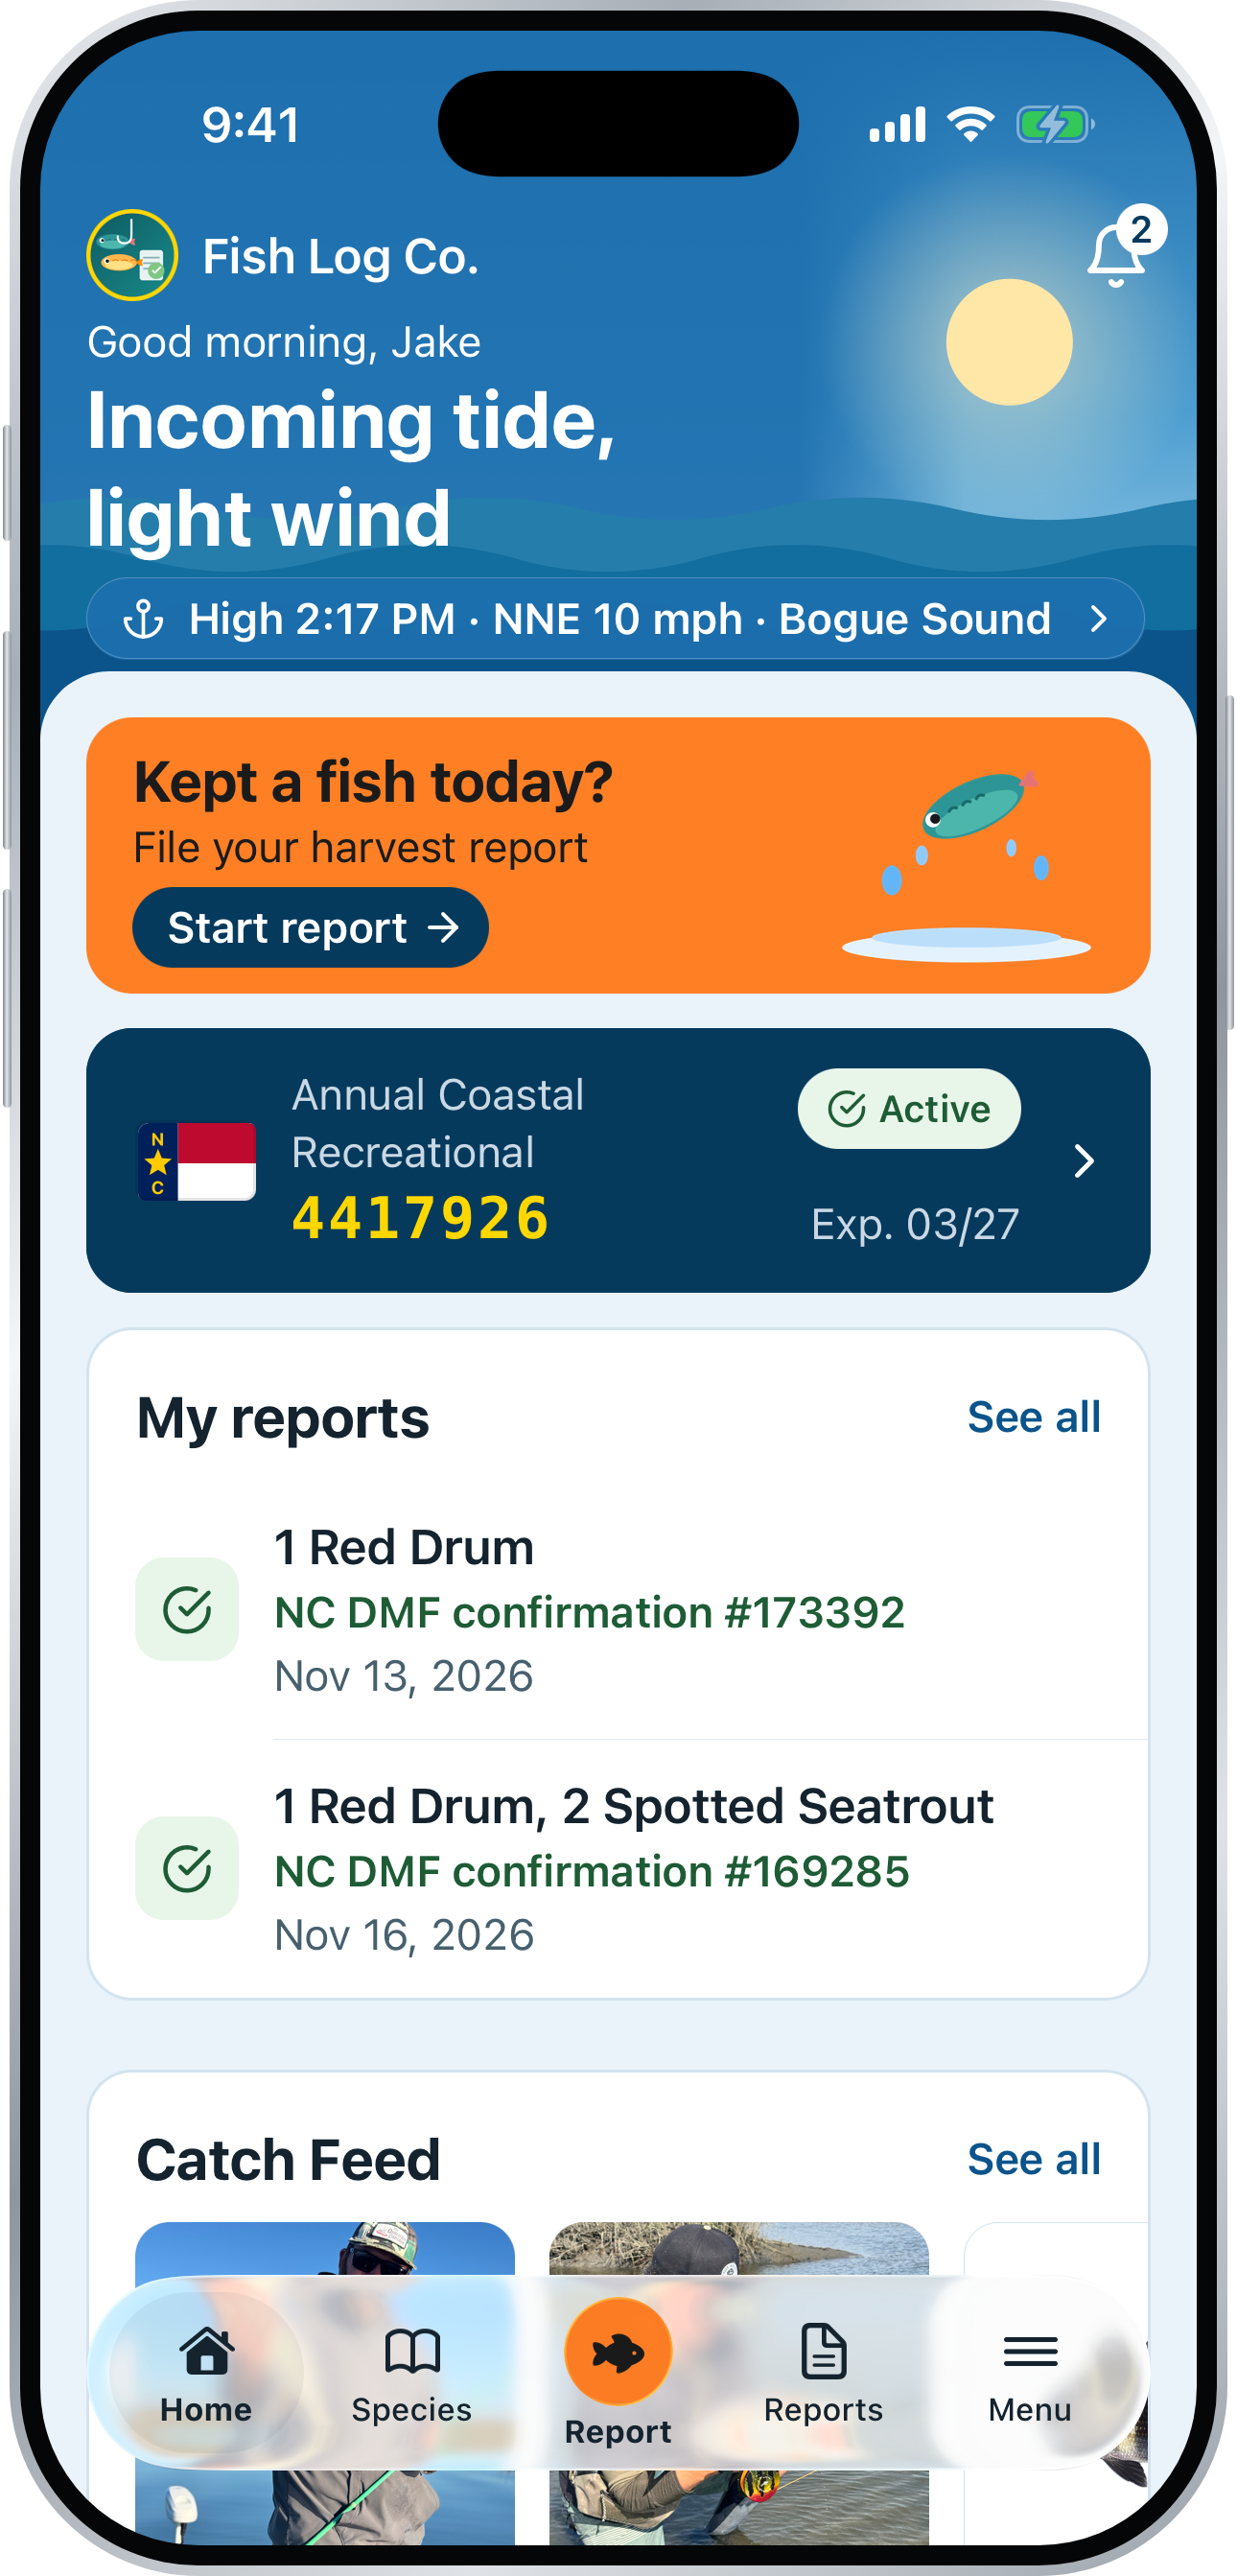 9:41
Fish Log Co.
2
Good morning, Jake
Incoming tide,
light wind
High 2:17 PM · NNE 10 mph · Bogue Sound
Kept a fish today?
File your harvest report
Start report
N
C
Annual Coastal
Recreational
4417926
Active
Exp. 03/27
My reports
See all
1 Red Drum
NC DMF confirmation #173392
Nov 13, 2026
1 Red Drum, 2 Spotted Seatrout
NC DMF confirmation #169285
Nov 16, 2026
Catch Feed
See all
Home
Species
Report
Reports
Menu